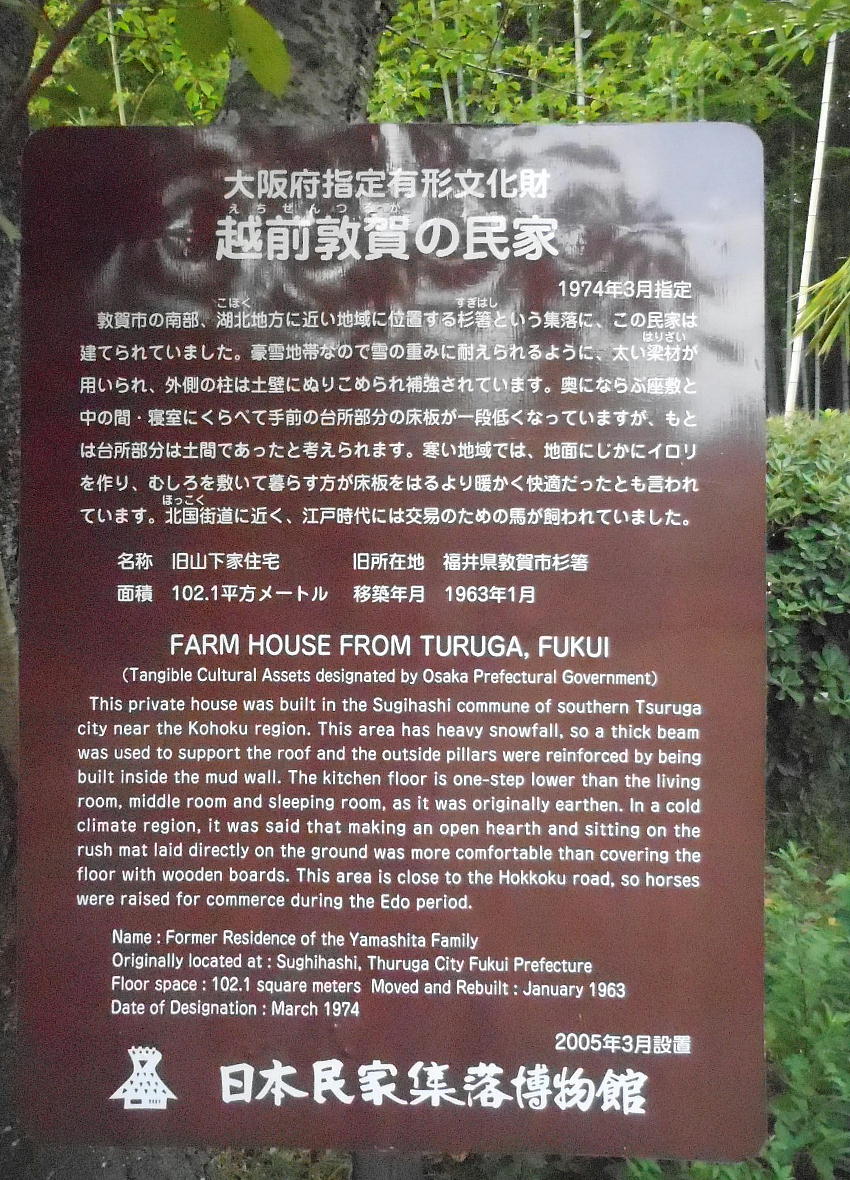 大阪府指定有形文化財
えちぜんつるが
越前敦賀の民家
1974年3月指定
こほく すぎはし
敦賀市の南部、湖北地方に近い地域に位置する杉箸という集落に、この民家は
はりざい
建てられていました。豪雪地帯なので雪の重みに耐えられるように、太い梁材が
用いられ、外側の柱は土壁にぬりこめられ補強されています。奥にならぶ座敷と
中の間・寝室にくらべて手前の台所部分の床板が一段低くなっていますが、もと
は台所部分は土間であったと考えられます。寒い地域では、地面にじかにイロリ
を作り、むしろを敷いて暮らす方が床板をはるより暖かく快適だったとも言われ
ほっこく
ています。北国街道に近く、江戸時代には交易のための馬が飼われていました。
名称 旧山下家住宅 旧所在地 福井県敦賀市杉箸
面積 102.1平方メートル 移築年月 1963年1月
FARM HOUSE FROM TURUGA, FUKUI
(Tangible Cultural Assets designated by Osaka Prefectural Government)
This private house was built in the Sugihashi commune of southern Tsuruga
city near the Kohoku region. This area has heavy snowfall, so a thick beam
was used to support the roof and the outside pillars were reinforced by being
built inside the mud wall. The kitchen floor is one-step lower than the living
room, middle room and sleeping room, as it was originally earthen. In a cold
climate region, it was said that making an open hearth and sitting on the
rush mat laid directly on the ground was more comfortable than covering the
floor with wooden boards. This area is close to the Hokkoku road, so horses
were raised for commerce during the Edo period.
Name : Former Residence of the Yamashita Family
Originally located at : Sughihashi, Thuruga City Fukui Prefecture
Floor space : 102.1 square meters Moved and Rebuilt : January 1963
Date of Designation : March 1974
2005年3月設置
日本民家集落博物館